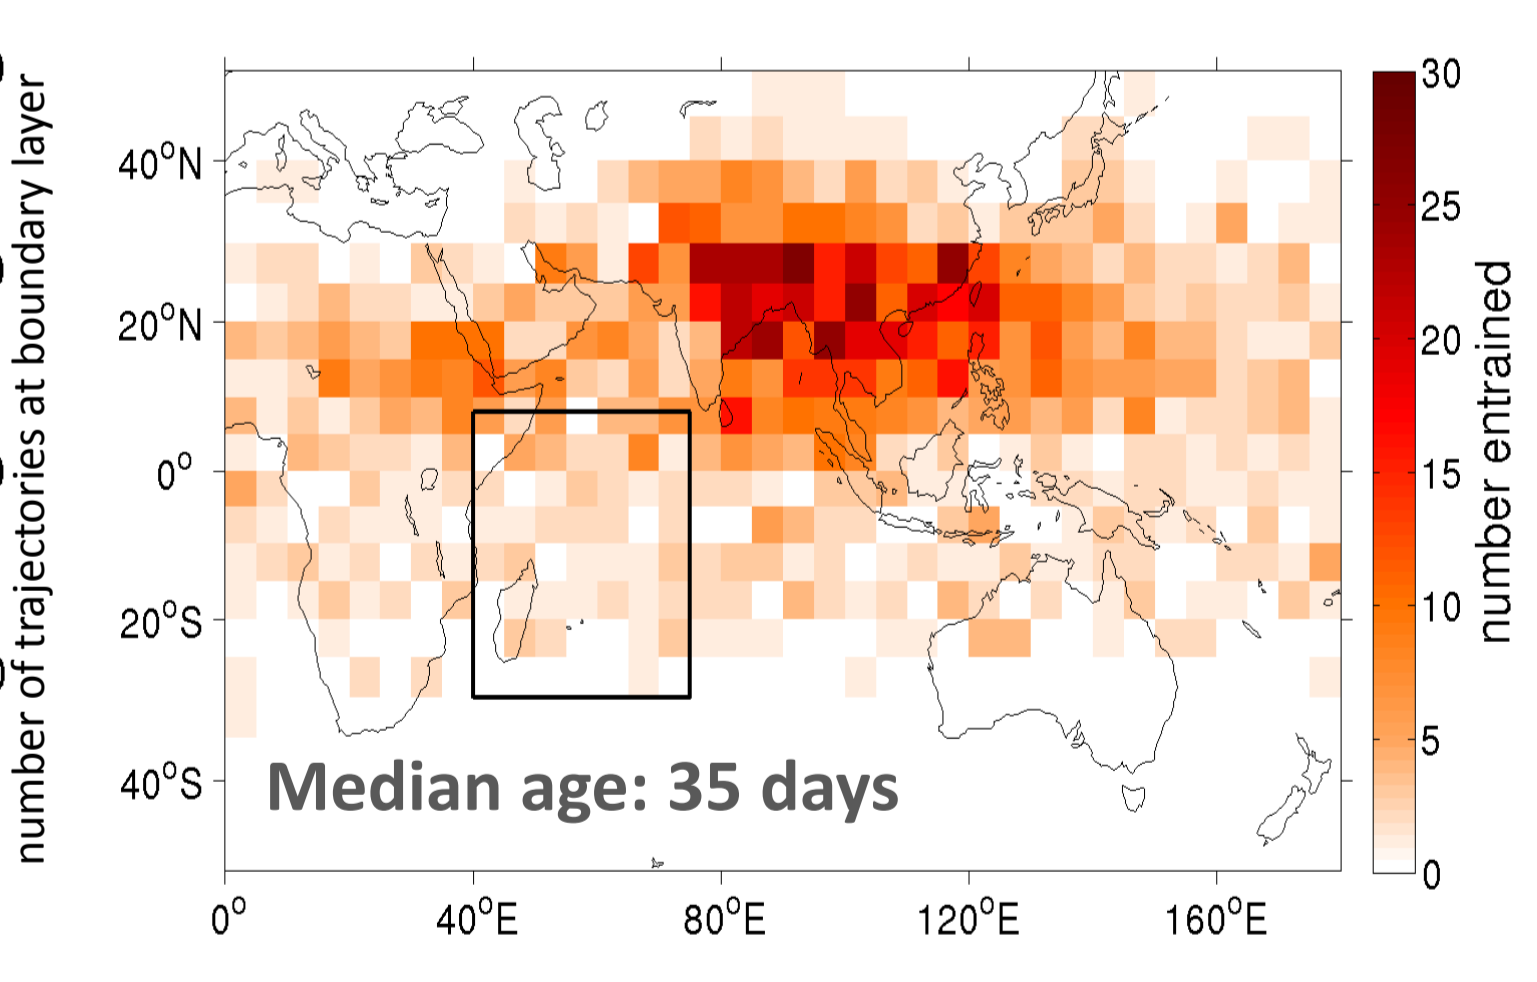 number of trajectories at boundary layer
40°N
20°N
0°
20°S
40°S
0°
40°E
80°E
120°E
160°E
Median age: 35 days
30
25
20
15
10
5
0
number entrained